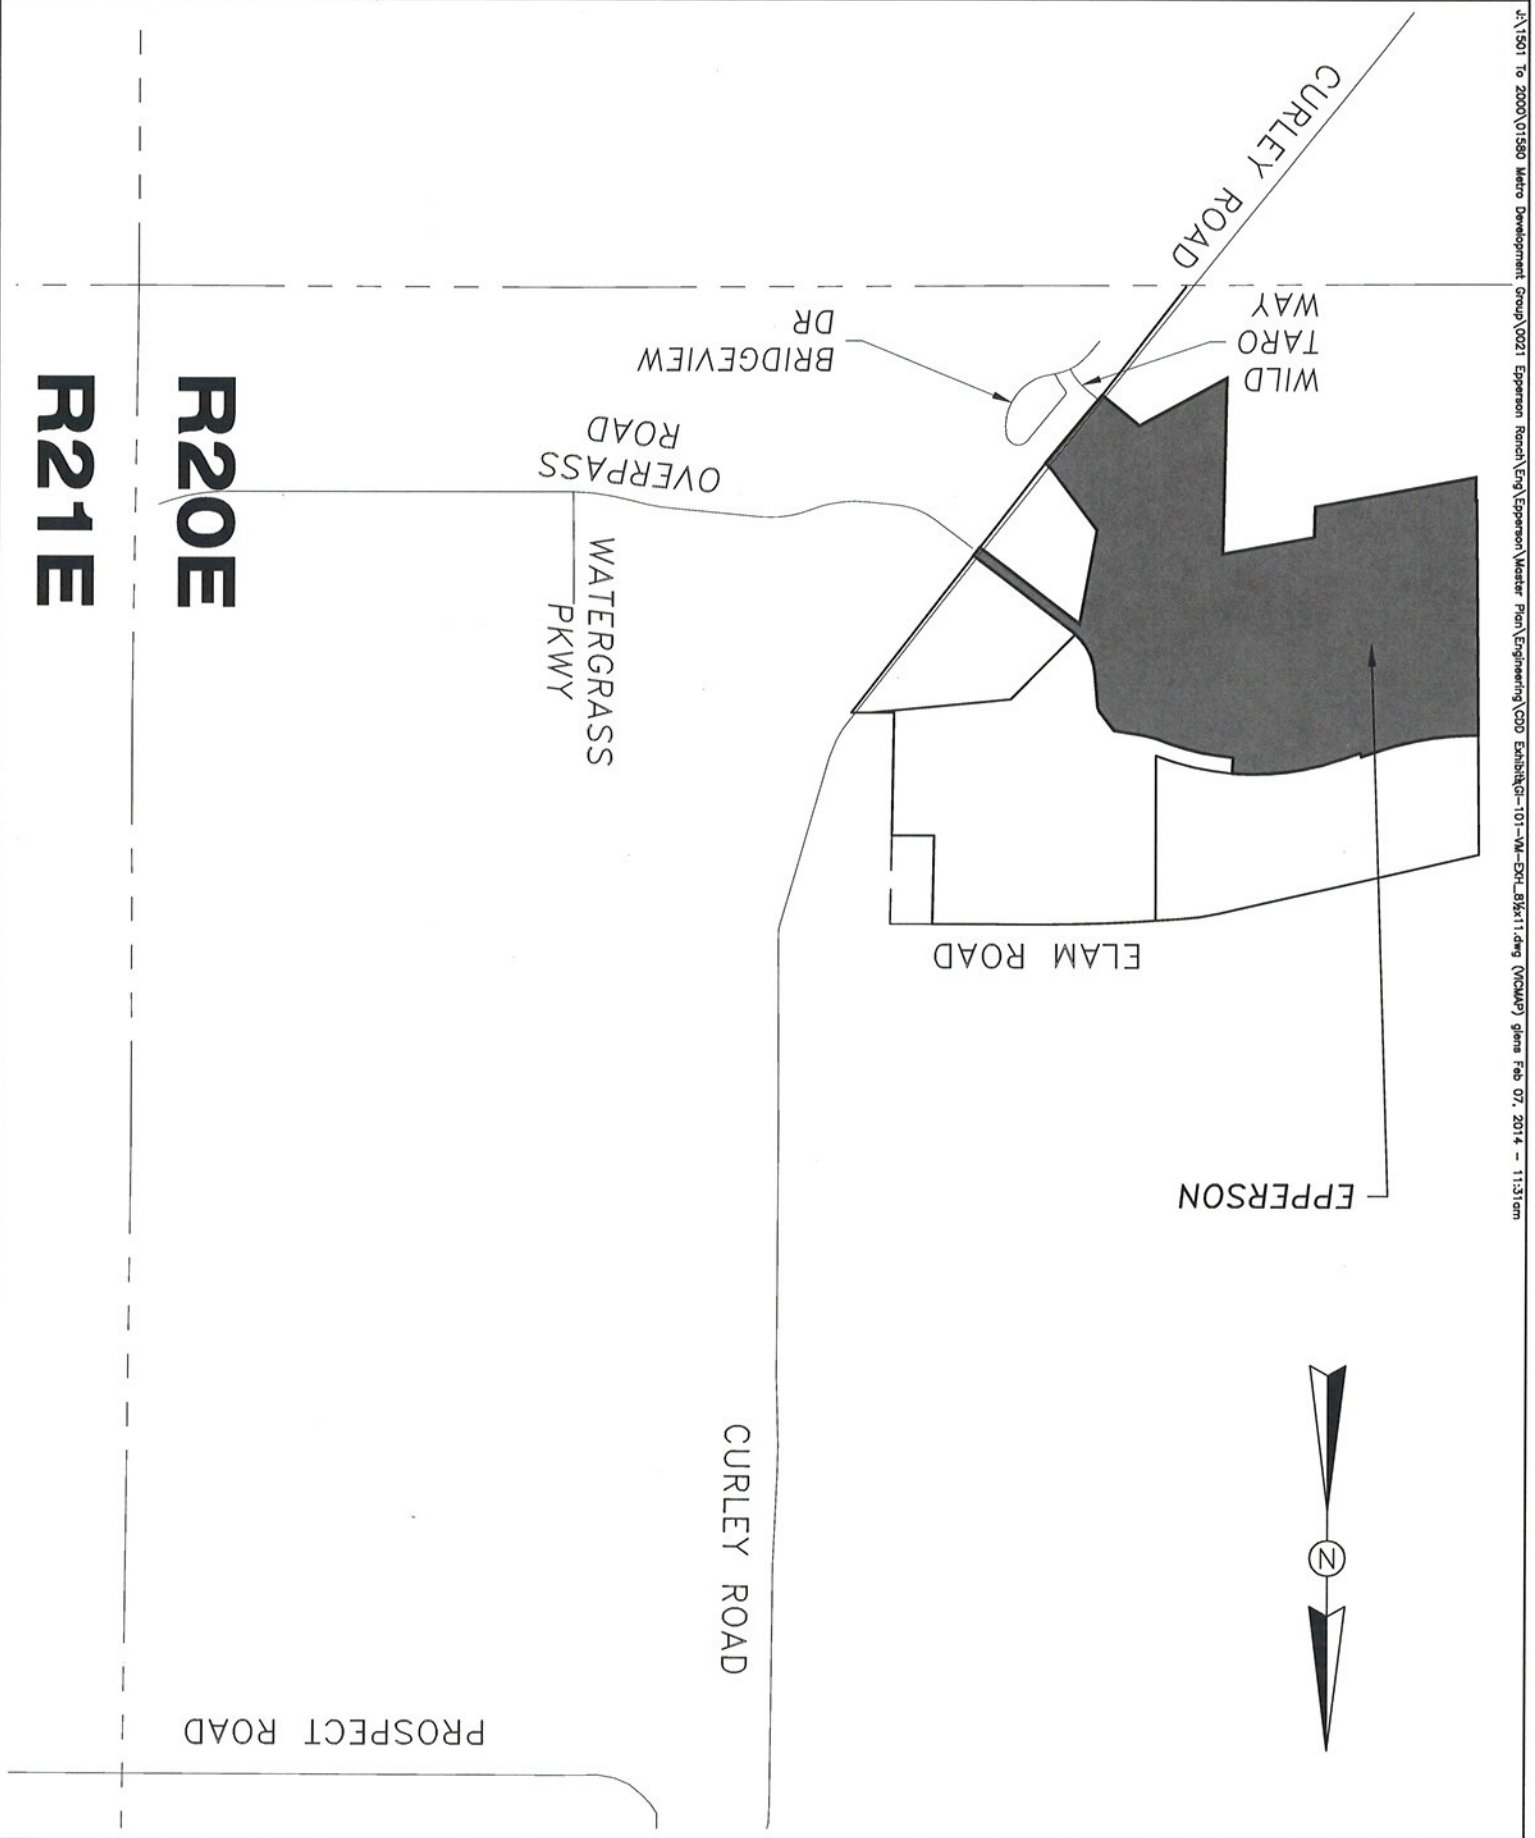 J:\1501 To 2000\01580 Metro Development Group\0021 Epperson Ranch\Eng\Epperson\Master Plan\Engineering\CDD Exhibits\GI-101-VM-EXH_8½x11.dwg (VICMAP) glens Feb 07, 2014 - 11:31am
CURLEY ROAD
WILD
TARO
WAY
BRIDGEVIEW
DR
OVERPASS
ROAD
WATERGRASS
PKWY
R20E
R21E
ELAM ROAD
EPPERSON
N
CURLEY ROAD
PROSPECT ROAD